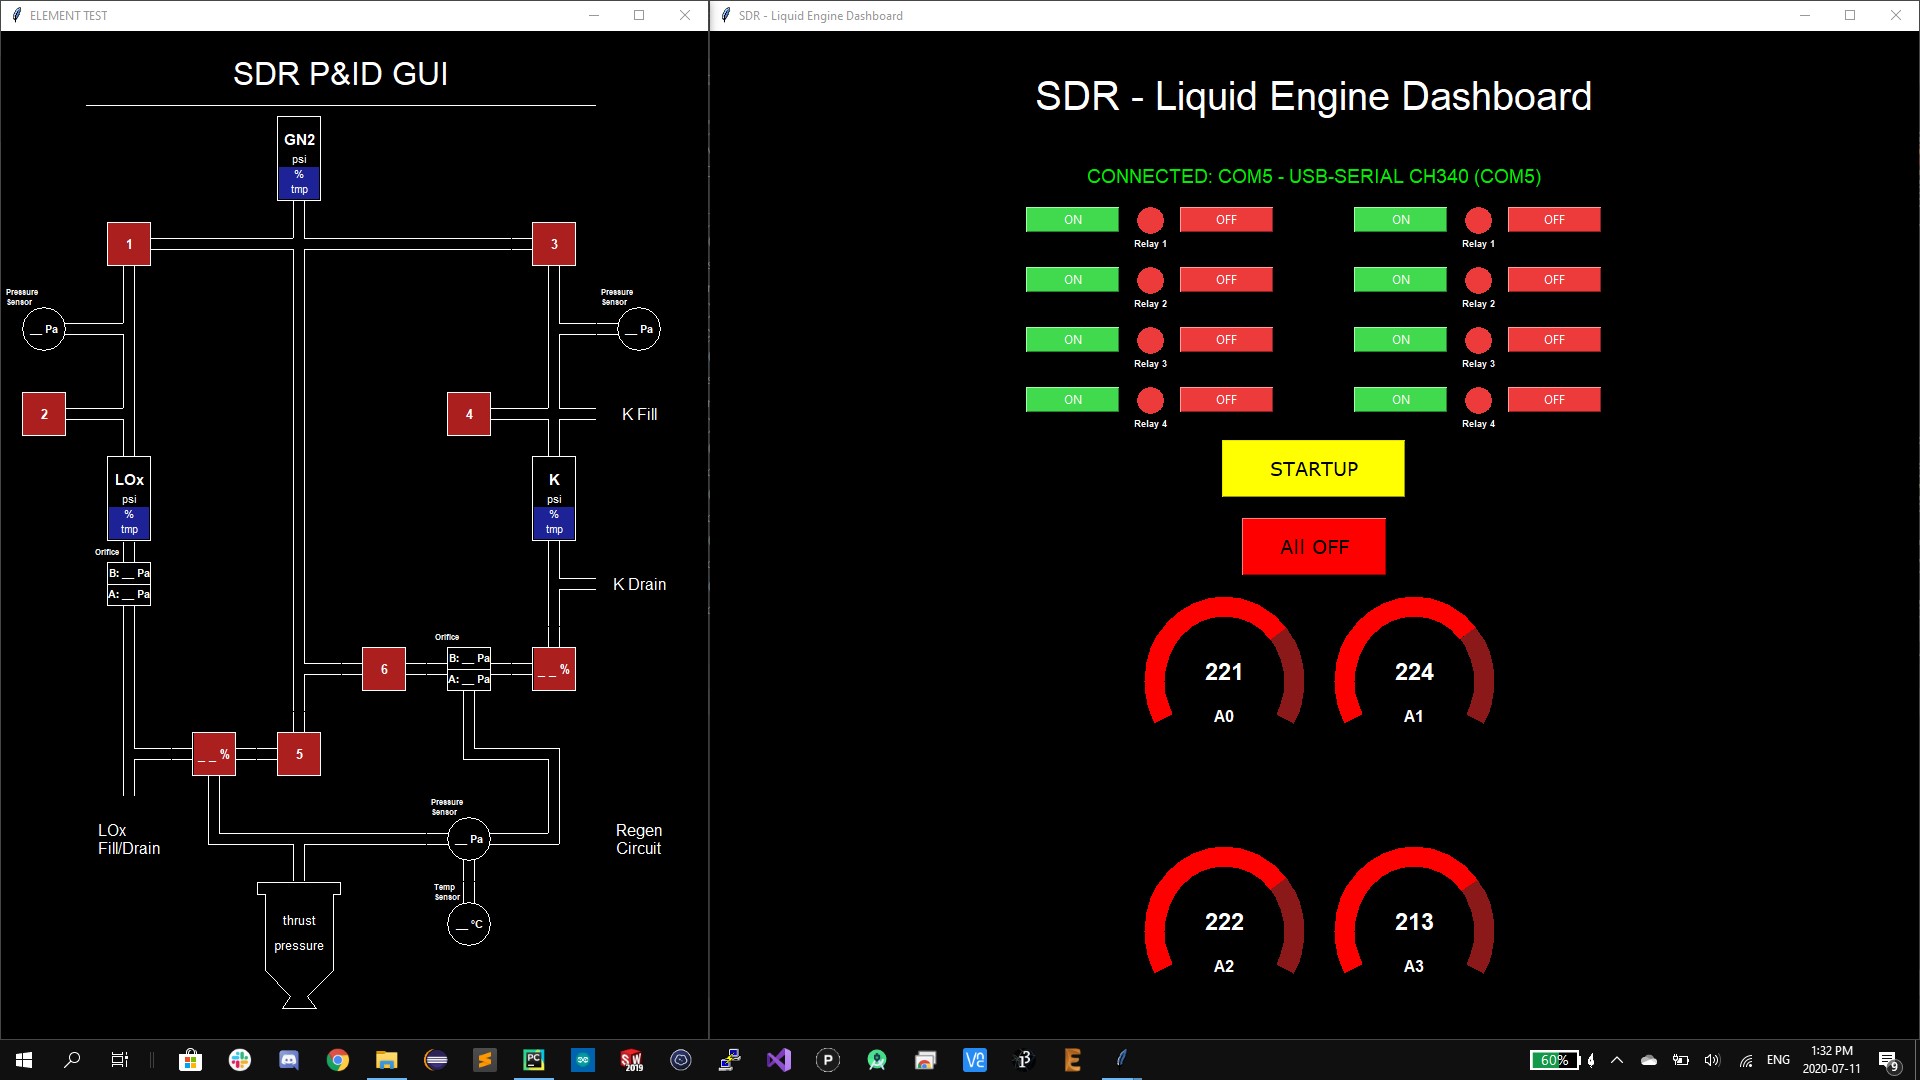 ELEMENT TEST
SDR P&ID GUI
GN2
psi
%
tmp
1
3
Pressure
Sensor
__ Pa
Pressure
Sensor
__ Pa
2
4
K Fill
LOx
psi
%
tmp
K
psi
%
tmp
Orifice
B: __ Pa
A: __ Pa
K Drain
Orifice
6
B: __ Pa
A: __ Pa
_ _ %
_ _ %
5
Pressure
Sensor
__ Pa
LOx
Fill/Drain
Regen
Circuit
Temp
Sensor
__ °C
thrust
pressure
SDR - Liquid Engine Dashboard
SDR - Liquid Engine Dashboard
CONNECTED: COM5 - USB-SERIAL CH340 (COM5)
ON OFF ON OFF
Relay 1 Relay 1
ON OFF ON OFF
Relay 2 Relay 2
ON OFF ON OFF
Relay 3 Relay 3
ON OFF ON OFF
Relay 4 Relay 4
STARTUP
All OFF
221 224
A0 A1
222 213
A2 A3
PC
SW
2019
P
VE
E
60%
ENG
1:32 PM
2020-07-11
9